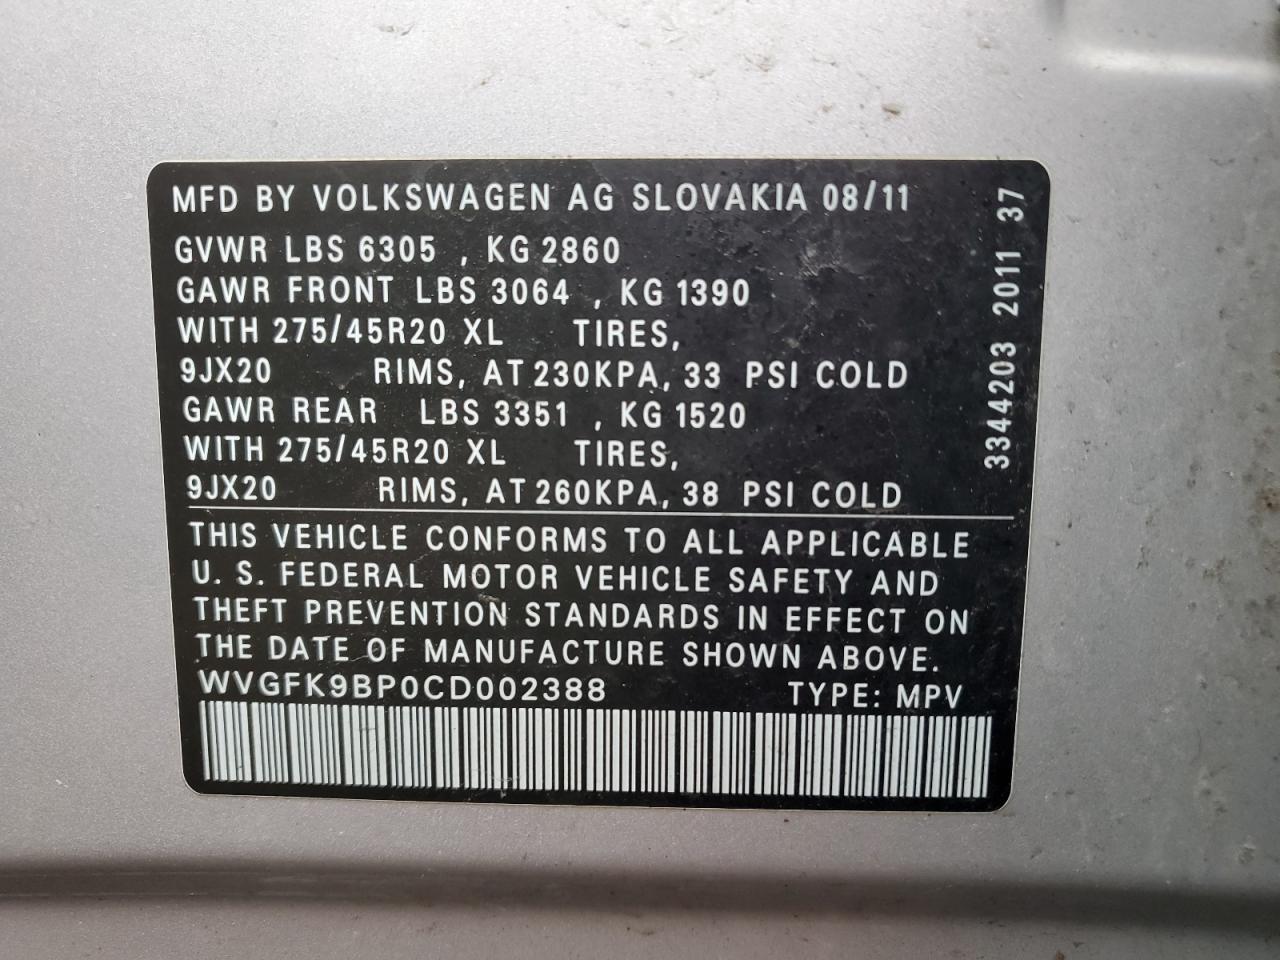 MFD BY VOLKSWAGEN AG SLOVAKIA 08/11
GVWR LBS 6305 , KG 2860
GAWR FRONT LBS 3064 , KG 1390
WITH 275/45R20 XL TIRES,
9JX20 RIMS, AT 230KPA, 33 PSI COLD
GAWR REAR LBS 3351 , KG 1520
WITH 275/45R20 XL TIRES,
9JX20 RIMS, AT 260KPA, 38 PSI COLD
THIS VEHICLE CONFORMS TO ALL APPLICABLE
U. S. FEDERAL MOTOR VEHICLE SAFETY AND
THEFT PREVENTION STANDARDS IN EFFECT ON
THE DATE OF MANUFACTURE SHOWN ABOVE.
WVGFK9BP0CD002388 TYPE: MPV
3344203 2011 37